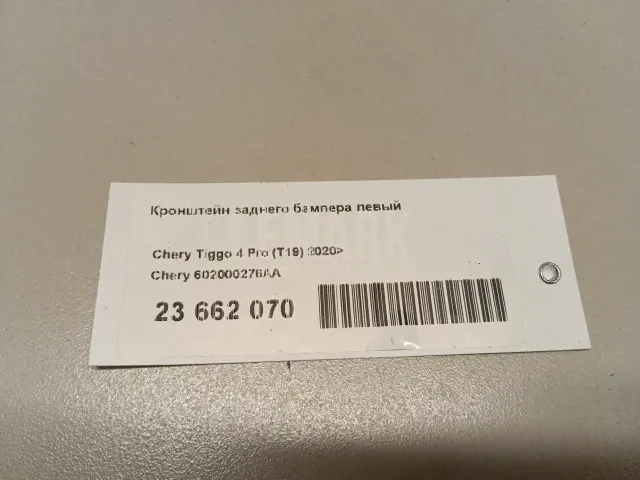 Кронштейн заднего бампера левый
Chery Tiggo 4 Pro (T19) 2020>
Chery 602000276AA
23 662 070